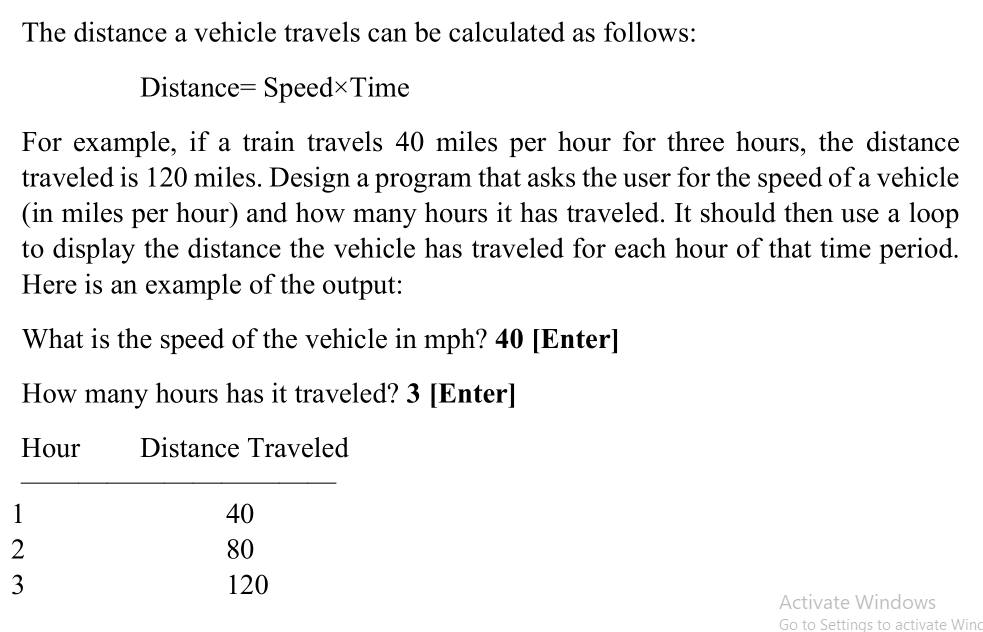 The distance a vehicle travels can be calculated as follows:
Distance= Speed×Time
For example, if a train travels 40 miles per hour for three hours, the distance
traveled is 120 miles. Design a program that asks the user for the speed of a vehicle
(in miles per hour) and how many hours it has traveled. It should then use a loop
to display the distance the vehicle has traveled for each hour of that time period.
Here is an example of the output:
What is the speed of the vehicle in mph? 40 [Enter]
How many hours has it traveled? 3 [Enter]
Hour Distance Traveled
1 40
2 80
3 120
Activate Windows
Go to Settings to activate Winc